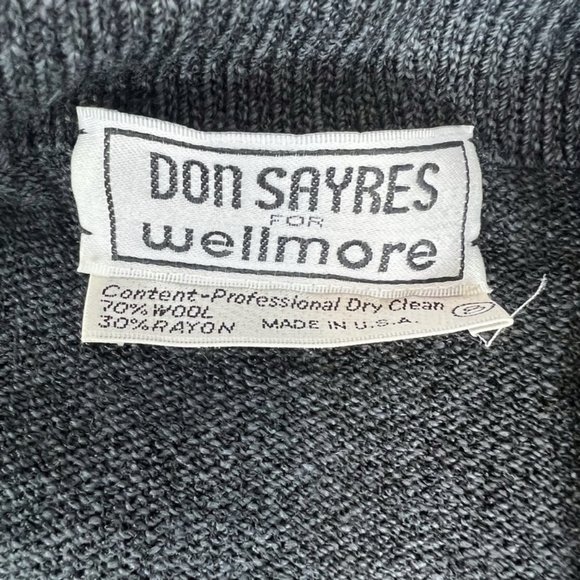 DON SAYRES
FOR
wellmore
Content-Professional Dry Clean
70% WOOL
30% RAYON MADE IN U.S.A